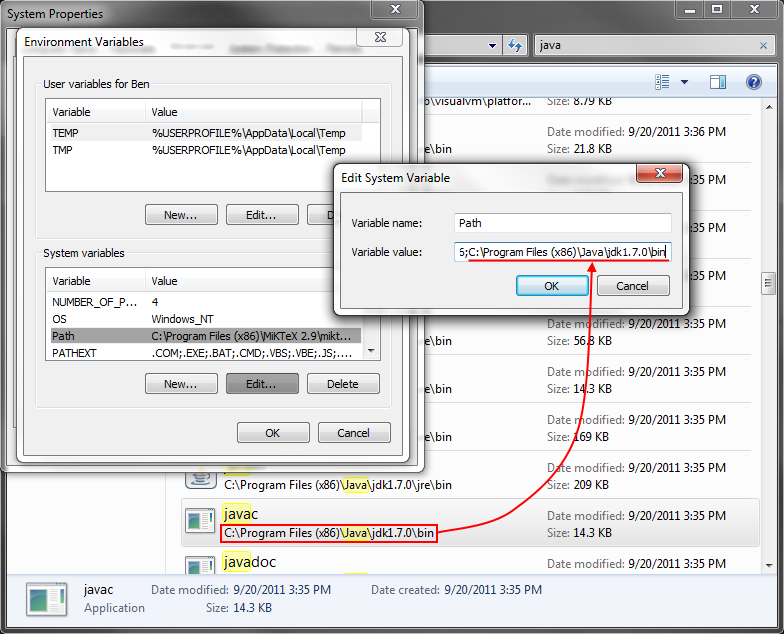 System Properties
Environment Variables
User variables for Ben
Variable Value
TEMP %USERPROFILE%\AppData\Local\Temp
TMP %USERPROFILE%\AppData\Local\Temp
New... Edit...
System variables
Variable Value
NUMBER_OF_P... 4
OS Windows_NT
Path C:\Program Files (x86)\MiKTeX 2.9\mikt...
PATHEXT .COM;.EXE;.BAT;.CMD;.VBS;.VBE;.JS;....
New... Edit... Delete
OK Cancel
Edit System Variable
Variable name: Path
Variable value: 6;C:\Program Files (x86)\Java\jdk1.7.0\bin
OK Cancel
java
b\visualvm\platform... Size: 8.79 KB
Date modified: 9/20/2011 3:36 PM
e\bin Size: 21.8 KB
3:35 PM
3:35 PM
Date modified: 9/20/2011 3:35 PM
e\bin Size: 56.8 KB
Date modified: 9/20/2011 3:35 PM
e\bin Size: 14.3 KB
Date modified: 9/20/2011 3:35 PM
re\bin Size: 169 KB
Date modified: 9/20/2011 3:35 PM
C:\Program Files (x86)\Java\jdk1.7.0\jre\bin Size: 209 KB
javac Date modified: 9/20/2011 3:35 PM
C:\Program Files (x86)\Java\jdk1.7.0\bin Size: 14.3 KB
javadoc Date modified: 9/20/2011 3:35 PM
javac Date modified: 9/20/2011 3:35 PM Date created: 9/20/2011 3:35 PM
Application Size: 14.3 KB